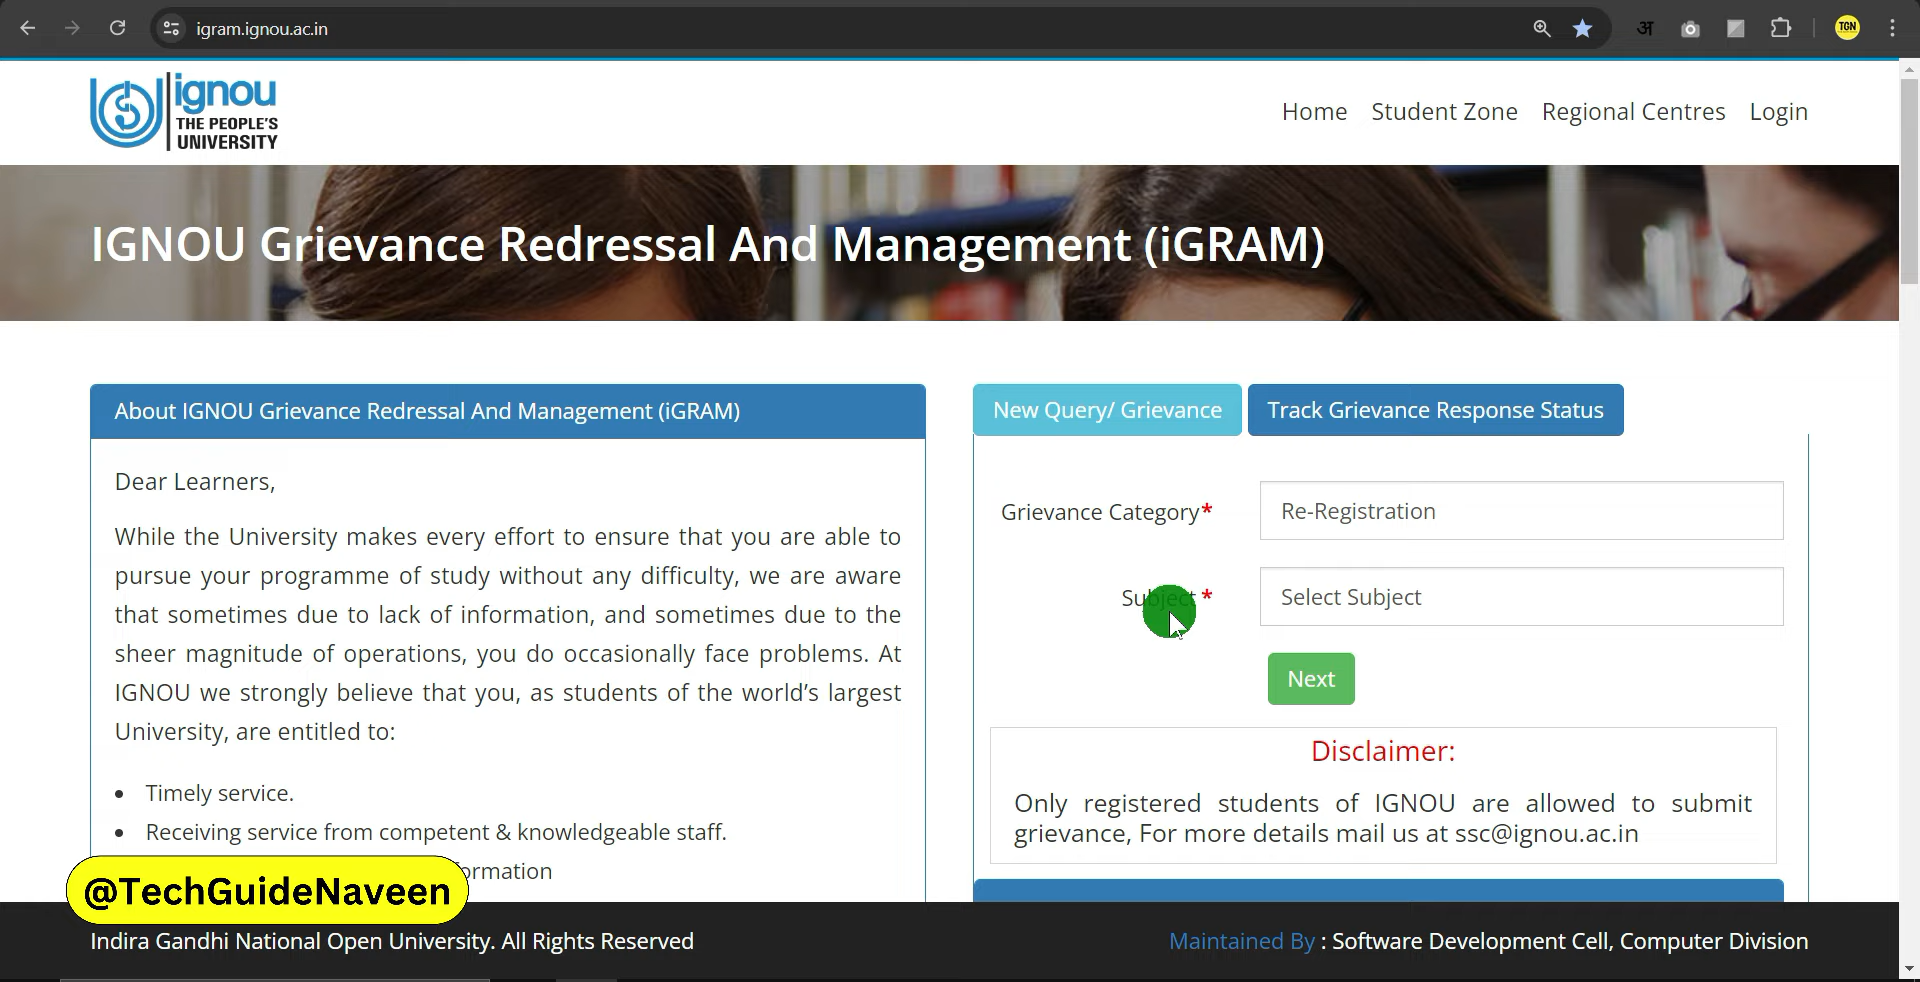 igram.ignou.ac.in
अ
TGN
ignou
THE PEOPLE'S
UNIVERSITY
Home Student Zone Regional Centres Login
IGNOU Grievance Redressal And Management (iGRAM)
About IGNOU Grievance Redressal And Management (iGRAM)
Dear Learners,
While the University makes every effort to ensure that you are able to
pursue your programme of study without any difficulty, we are aware
that sometimes due to lack of information, and sometimes due to the
sheer magnitude of operations, you do occasionally face problems. At
IGNOU we strongly believe that you, as students of the world's largest
University, are entitled to:
• Timely service.
• Receiving service from competent & knowledgeable staff.
ormation
New Query/ Grievance Track Grievance Response Status
Grievance Category* Re-Registration
Subject * Select Subject
Next
Disclaimer:
Only registered students of IGNOU are allowed to submit
grievance, For more details mail us at ssc@ignou.ac.in
@TechGuideNaveen
Indira Gandhi National Open University. All Rights Reserved
Maintained By : Software Development Cell, Computer Division